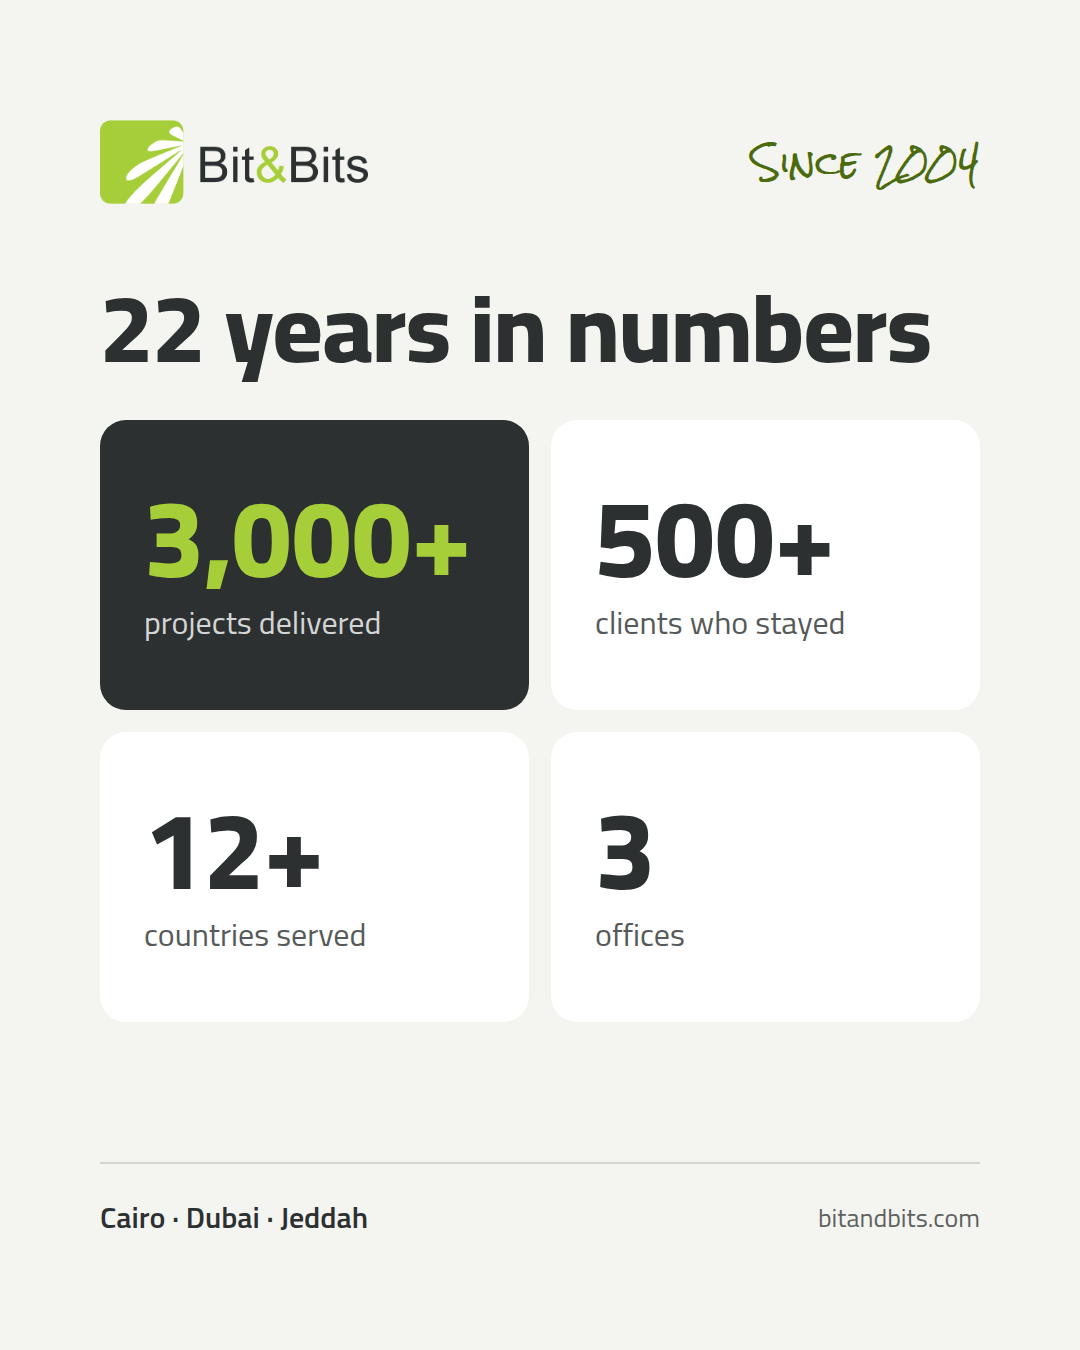 Bit&Bits
SINCE 2004
22 years in numbers
3,000+
projects delivered
500+
clients who stayed
12+
countries served
3
offices
Cairo · Dubai · Jeddah
bitandbits.com